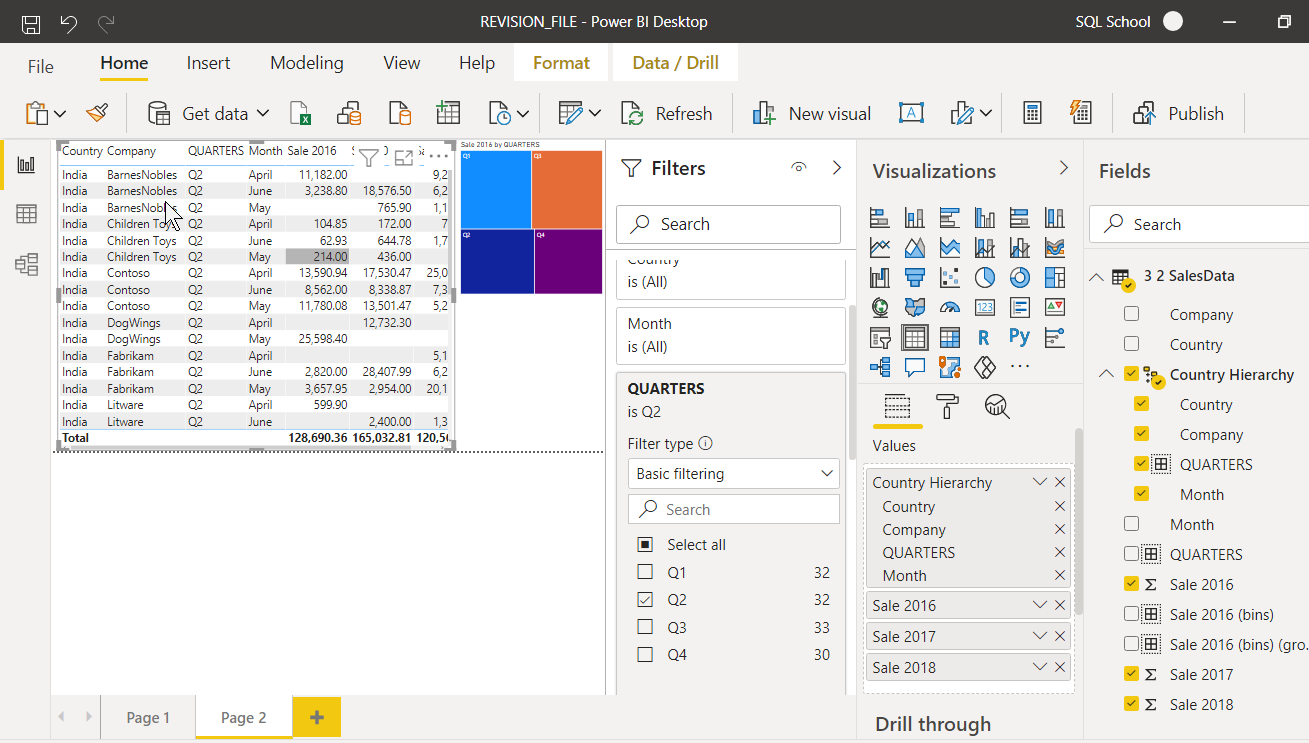 REVISION_FILE - Power BI Desktop
SQL School
File Home Insert Modeling View Help Format Data / Drill
Get data Refresh New visual Publish
Country Company QUARTERS Month Sale 2016
India BarnesNobles Q2 April 11,182.00 9,2
India BarnesNobles Q2 June 3,238.80 18,576.50 6,2
India Q2 May 765.90 1,1
India Children Q2 April 104.85 172.00 7
India Children Toys Q2 June 62.93 644.78 1,7
India Children Toys Q2 May 214.00 436.00
India Contoso Q2 April 13,590.94 17,530.47 25,0
India Contoso Q2 June 8,562.00 8,338.87 7,3
India Contoso Q2 May 11,780.08 13,501.47 5,2
India DogWings Q2 April 12,732.30
India DogWings Q2 May 25,598.40
India Fabrikam Q2 April 5,1
India Fabrikam Q2 June 2,820.00 28,407.99 6,2
India Fabrikam Q2 May 3,657.95 2,954.00 20,1
India Litware Q2 April 599.90
India Litware Q2 June 2,400.00 1,3
Total 128,690.36 165,032.81 120,5
Sale 2016 by QUARTERS
Q1 Q3
Q2 Q4
Filters
Search
Country
is (All)
Month
is (All)
QUARTERS
is Q2
Filter type
Basic filtering
Search
Select all
Q1 32
Q2 32
Q3 33
Q4 30
Visualizations
123
R Py
Values
Country Hierarchy
Country
Company
QUARTERS
Month
Sale 2016
Sale 2017
Sale 2018
Drill through
Fields
Search
3 2 SalesData
Company
Country
Country Hierarchy
Country
Company
QUARTERS
Month
Month
QUARTERS
Sale 2016
Sale 2016 (bins)
Sale 2016 (bins) (gro...
Sale 2017
Sale 2018
Page 1 Page 2